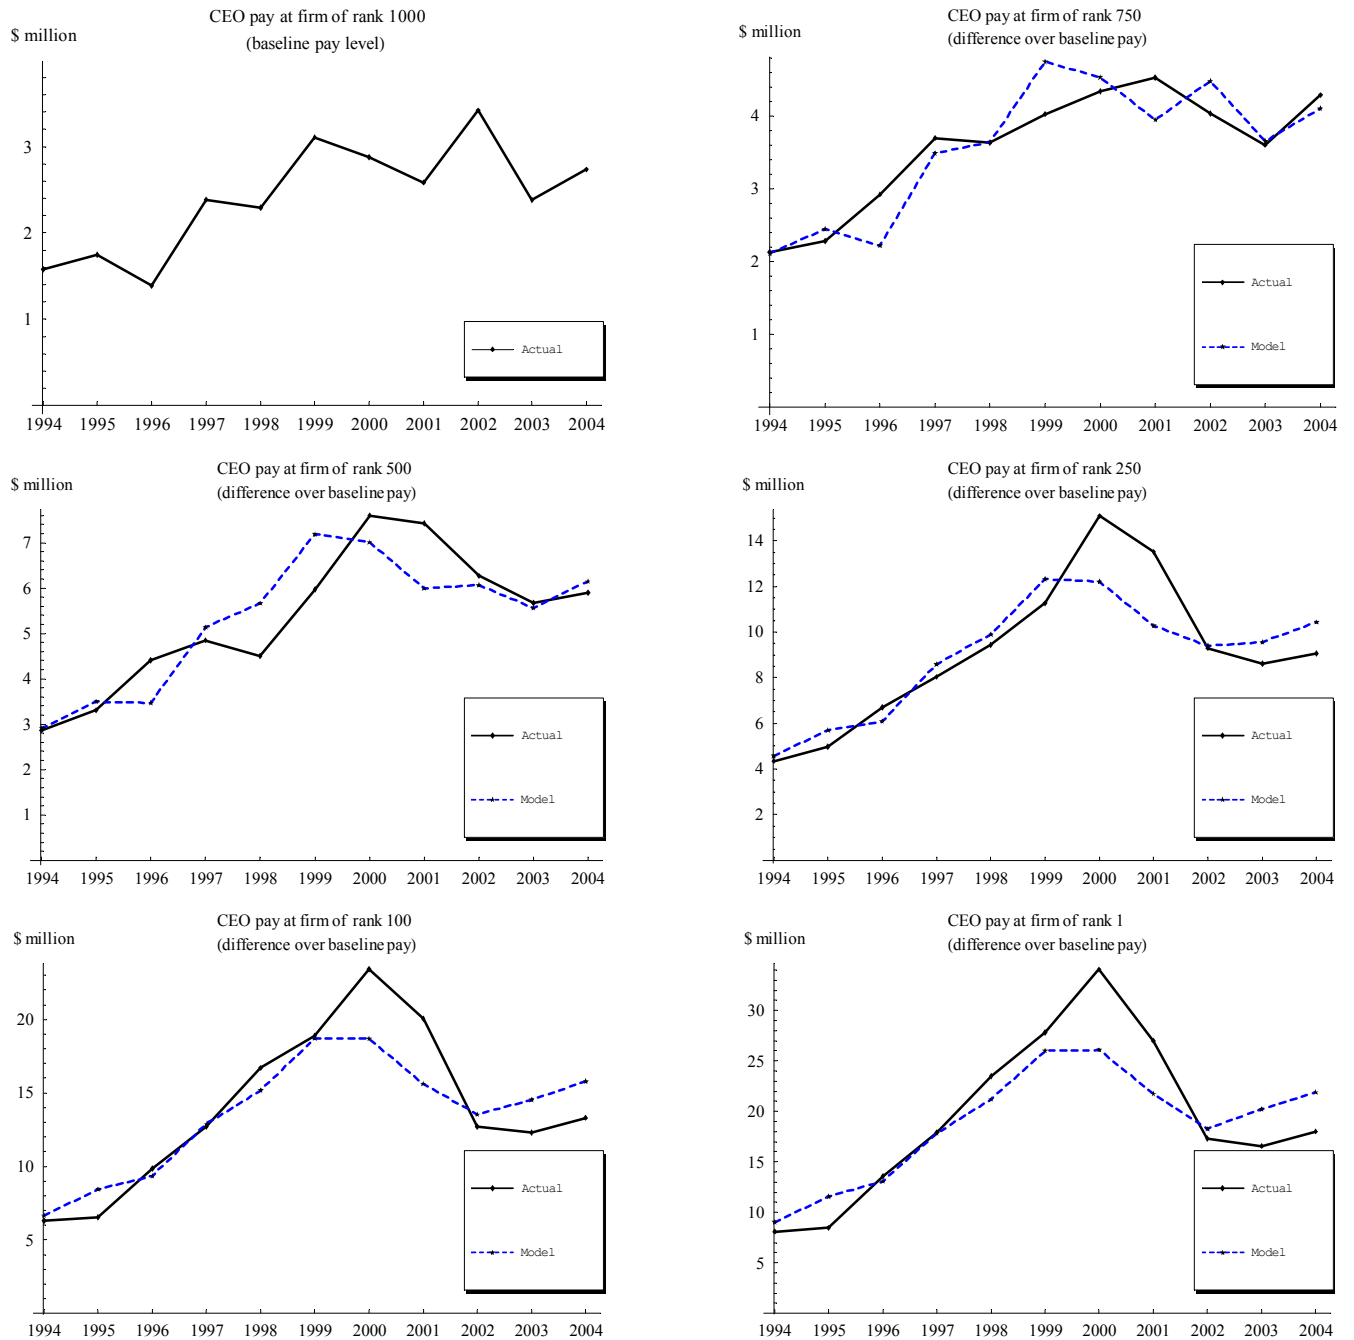 CEO pay at firm of rank 1000
(baseline pay level)
$ million
3
2
1
Actual
1994 1995 1996 1997 1998 1999 2000 2001 2002 2003 2004
CEO pay at firm of rank 750
(difference over baseline pay)
$ million
4
3
2
1
Actual
Model
1994 1995 1996 1997 1998 1999 2000 2001 2002 2003 2004
CEO pay at firm of rank 500
(difference over baseline pay)
$ million
7
6
5
4
3
2
1
Actual
Model
1994 1995 1996 1997 1998 1999 2000 2001 2002 2003 2004
CEO pay at firm of rank 250
(difference over baseline pay)
$ million
14
12
10
8
6
4
2
Actual
Model
1994 1995 1996 1997 1998 1999 2000 2001 2002 2003 2004
CEO pay at firm of rank 100
(difference over baseline pay)
$ million
20
15
10
5
Actual
Model
1994 1995 1996 1997 1998 1999 2000 2001 2002 2003 2004
CEO pay at firm of rank 1
(difference over baseline pay)
$ million
30
25
20
15
10
5
Actual
Model
1994 1995 1996 1997 1998 1999 2000 2001 2002 2003 2004